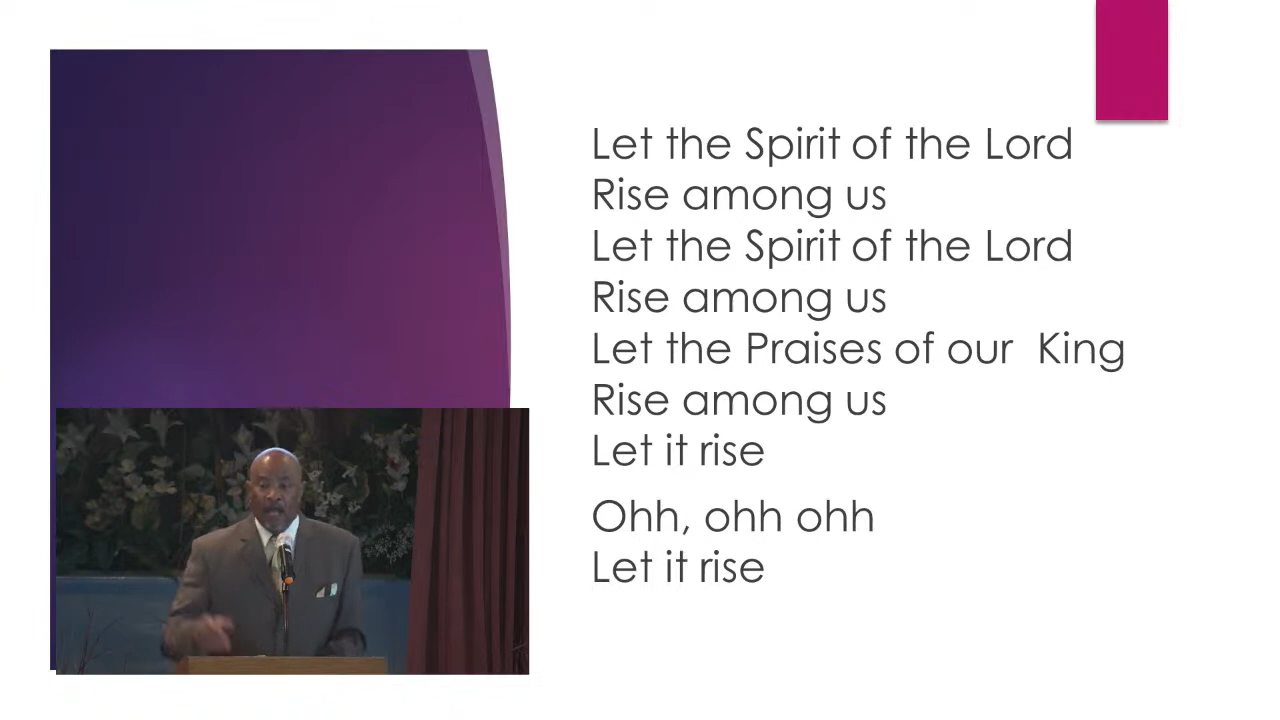 Let the Spirit of the Lord
Rise among us
Let the Spirit of the Lord
Rise among us
Let the Praises of our  King
Rise among us
Let it rise
Ohh, ohh ohh
Let it rise